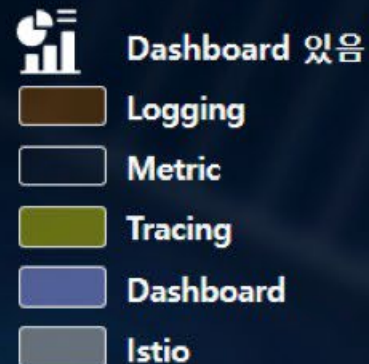 Dashboard 있음
Logging
Metric
Tracing
Dashboard
Istio